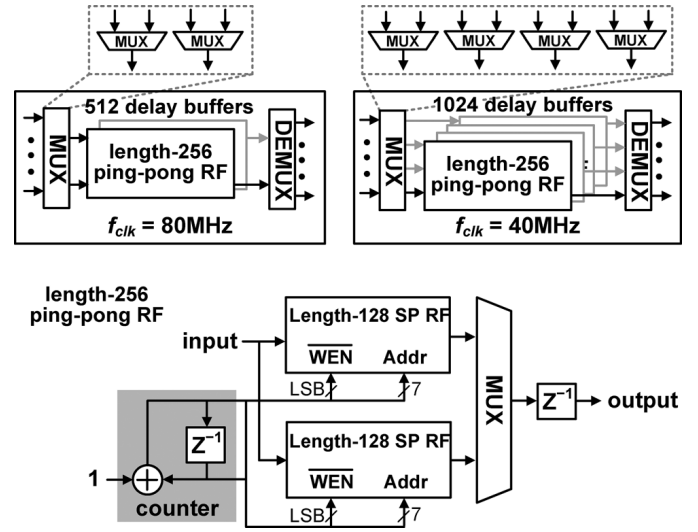 MUX MUX
MUX MUX MUX MUX
512 delay buffers
MUX
length-256
ping-pong RF
DEMUX
f_clk = 80MHz
1024 delay buffers
MUX
length-256
ping-pong RF
DEMUX
f_clk = 40MHz
length-256
ping-pong RF
input
Length-128 SP RF
WEN Addr
LSB 7
MUX
Z⁻¹
output
Z⁻¹
1
+
counter
Length-128 SP RF
WEN Addr
LSB 7